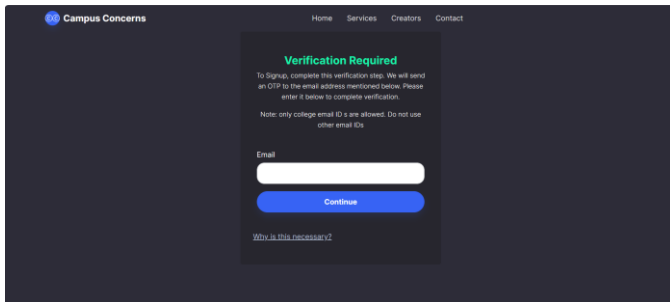 Campus Concerns
Home Services Creators Contact
Verification Required
To Signup, complete this verification step. We will send
an OTP to the email address mentioned below. Please
enter it below to complete verification.
Note: only college email ID s are allowed. Do not use
other email IDs
Email
Continue
Why is this necessary?